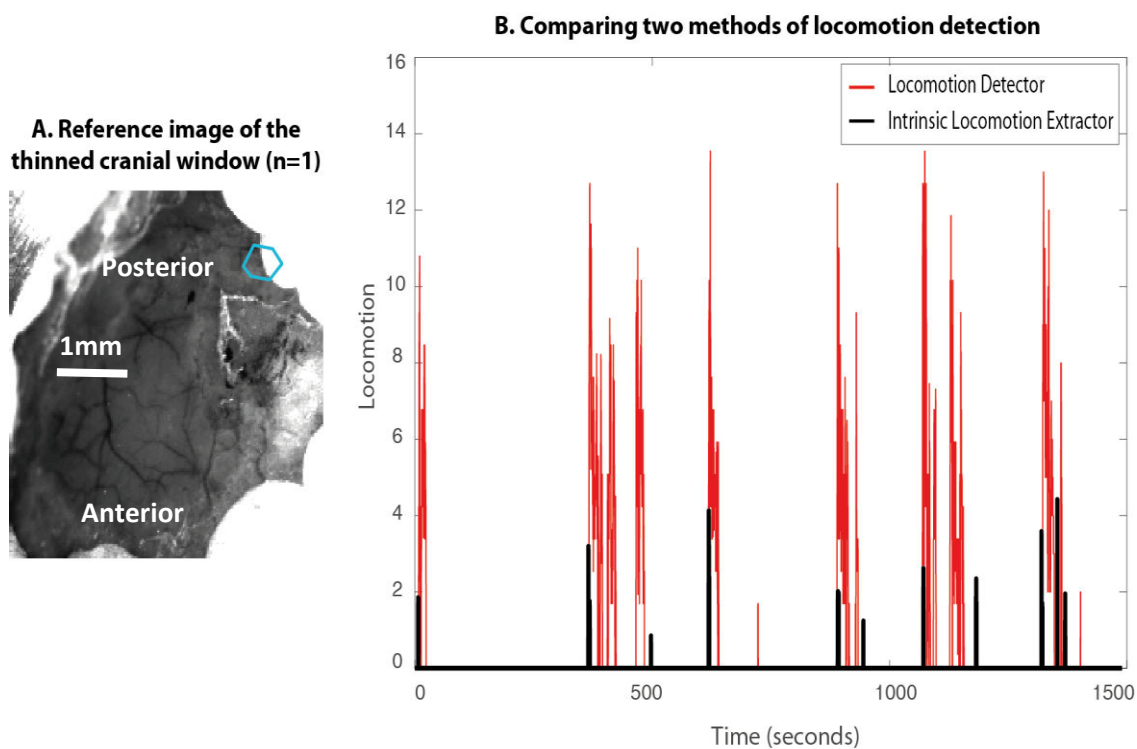 A. Reference image of the
thinned cranial window (n=1)
Posterior
1mm
Anterior
B. Comparing two methods of locomotion detection
Locomotion Detector
Intrinsic Locomotion Extractor
Locomotion
16
14
12
10
8
6
4
2
0
0 500 1000 1500
Time (seconds)